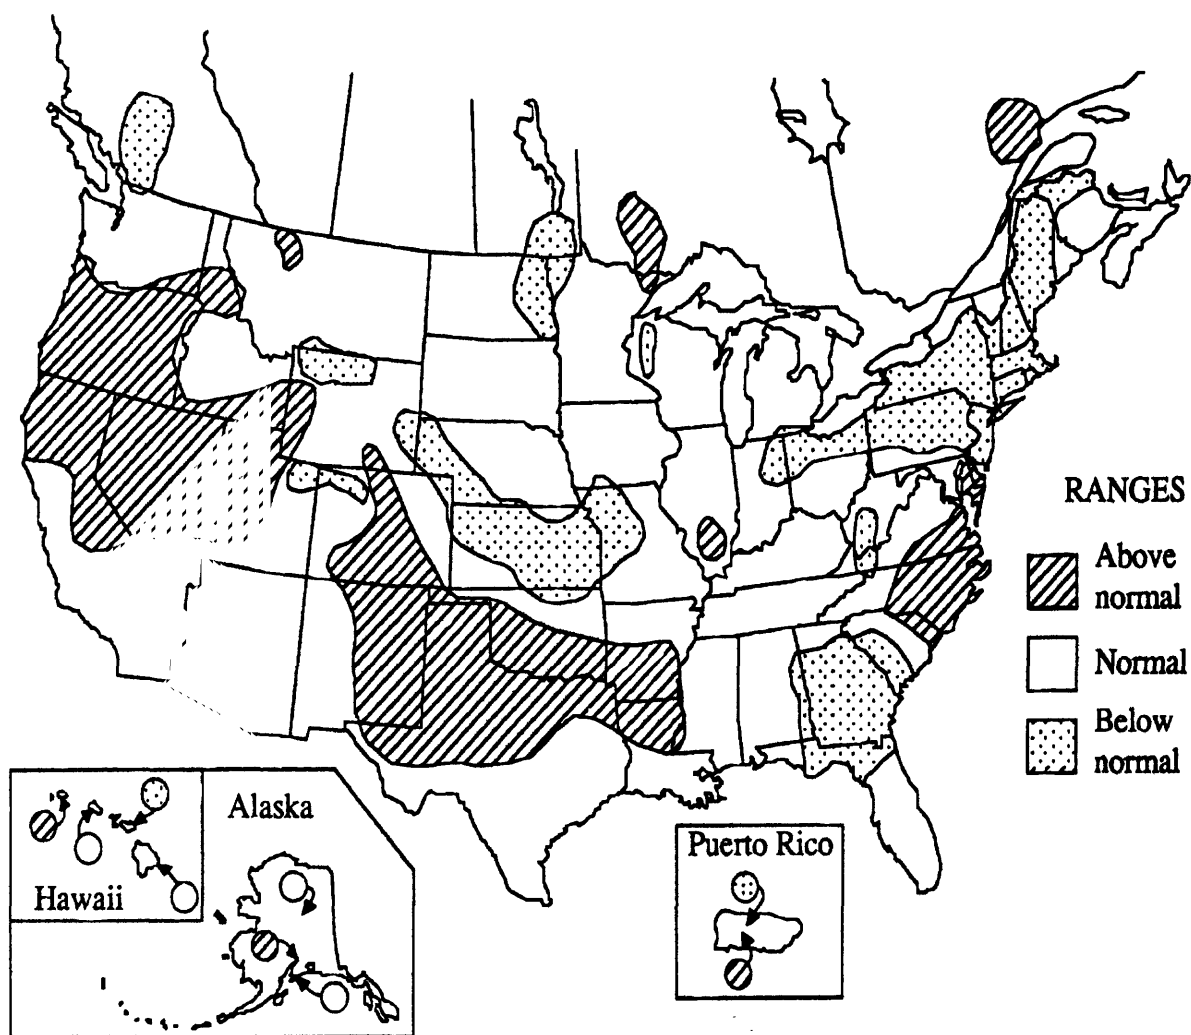 RANGES
Above
normal
Normal
Below
normal
Alaska
Hawaii
Puerto Rico